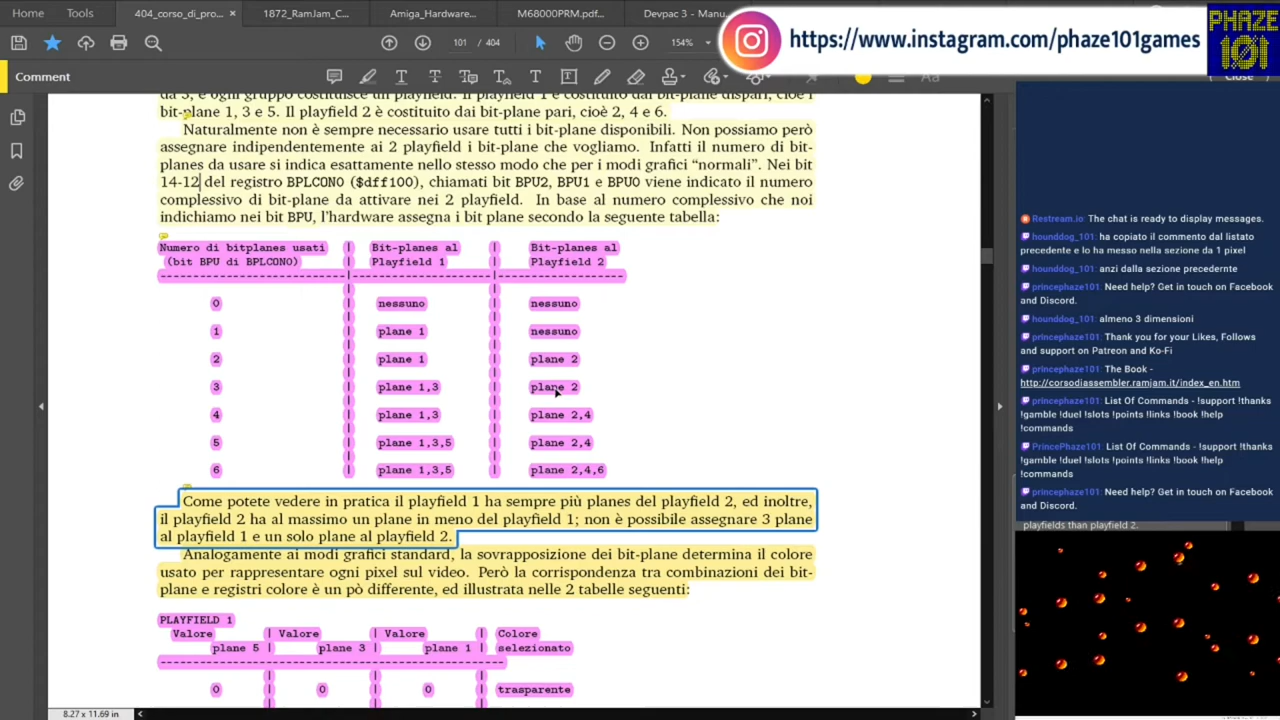 Home
Tools
404_corso_di_pro...
1872_RamJam_C...
Amiga_Hardware...
M68000PRM.pdf...
Devpac 3 - Manu...
https://www.instagram.com/phaze101games
PHAZE
101
101 / 404
154%
Comment
Close
bit-plane 1, 3 e 5. Il playfield 2 è costituito dai bit-plane pari, cioè 2, 4 e 6.
Naturalmente non è sempre necessario usare tutti i bit-plane disponibili. Non possiamo però
assegnare indipendentemente ai 2 playfield i bit-plane che vogliamo. Infatti il numero di bit-
planes da usare si indica esattamente nello stesso modo che per i modi grafici “normali”. Nei bit
14-12 del registro BPLCON0 ($dff100), chiamati bit BPU2, BPU1 e BPU0 viene indicato il numero
complessivo di bit-plane da attivare nei 2 playfield. In base al numero complessivo che noi
indichiamo nei bit BPU, l’hardware assegna i bit plane secondo la seguente tabella:
Numero di bitplanes usati | Bit-planes al | Bit-planes al
(bit BPU di BPLCON0) | Playfield 1 | Playfield 2
0 | nessuno | nessuno
1 | plane 1 | nessuno
2 | plane 1 | plane 2
3 | plane 1,3 | plane 2
4 | plane 1,3 | plane 2,4
5 | plane 1,3,5 | plane 2,4
6 | plane 1,3,5 | plane 2,4,6
Come potete vedere in pratica il playfield 1 ha sempre più planes del playfield 2, ed inoltre,
il playfield 2 ha al massimo un plane in meno del playfield 1; non è possibile assegnare 3 plane
al playfield 1 e un solo plane al playfield 2.
Analogamente ai modi grafici standard, la sovrapposizione dei bit-plane determina il colore
usato per rappresentare ogni pixel sul video. Però la corrispondenza tra combinazioni dei bit-
plane e registri colore è un pò differente, ed illustrata nelle 2 tabelle seguenti:
PLAYFIELD 1
Valore | Valore | Valore | Colore
plane 5 | plane 3 | plane 1 | selezionato
0 | 0 | 0 | trasparente
8.27 x 11.69 in
Restream.io: The chat is ready to display messages.
hounddog_101: ha copiato il commento dal listato
precedente e lo ha messo nella sezione da 1 pixel
hounddog_101: anzi dalla sezione precedernte
princephaze101: Need help? Get in touch on Facebook
and Discord.
hounddog_101: almeno 3 dimensioni
princephaze101: Thank you for your Likes, Follows
and support on Patreon and Ko-Fi
princephaze101: The Book -
http://corsodiassembler.ramjam.it/index_en.htm
princephaze101: List Of Commands - !support !thanks
!gamble !duel !slots !points !links !book !help
!commands
PrincePhaze101: List Of Commands - !support !thanks
!gamble !duel !slots !points !links !book !help
!commands
princephaze101: Need help? Get in touch on Facebook
and Discord.
playfields than playfield 2.